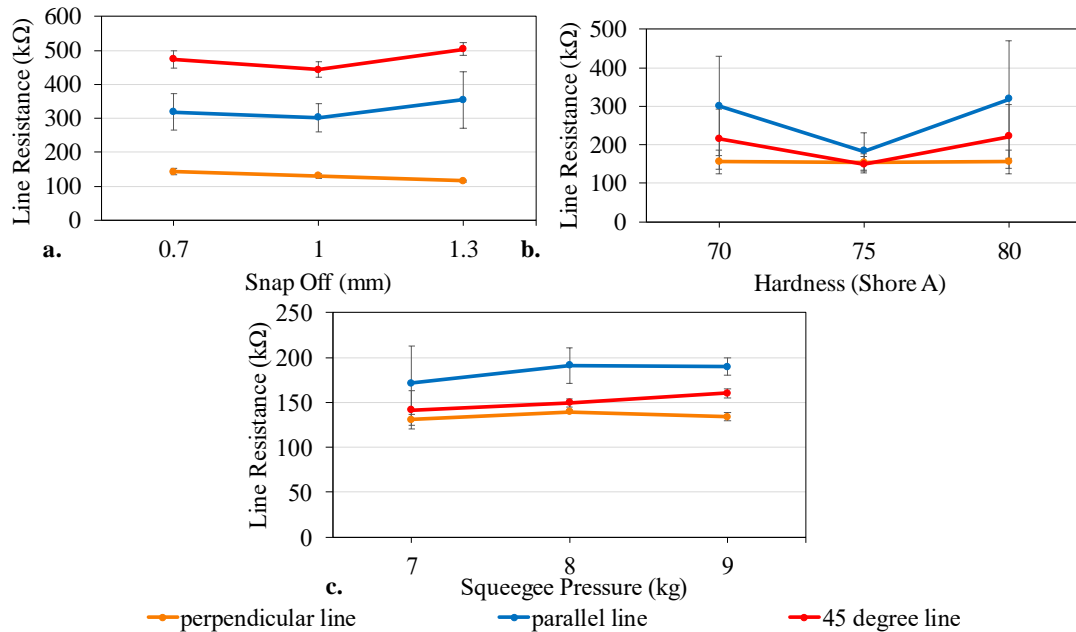 Line Resistance (kΩ)
600
500
400
300
200
100
0
0.7 1 1.3
a.
Snap Off (mm)
Line Resistance (kΩ)
500
400
300
200
100
0
70 75 80
b.
Hardness (Shore A)
Line Resistance (kΩ)
250
200
150
100
50
0
7 8 9
c.
Squeegee Pressure (kg)
perpendicular line parallel line 45 degree line